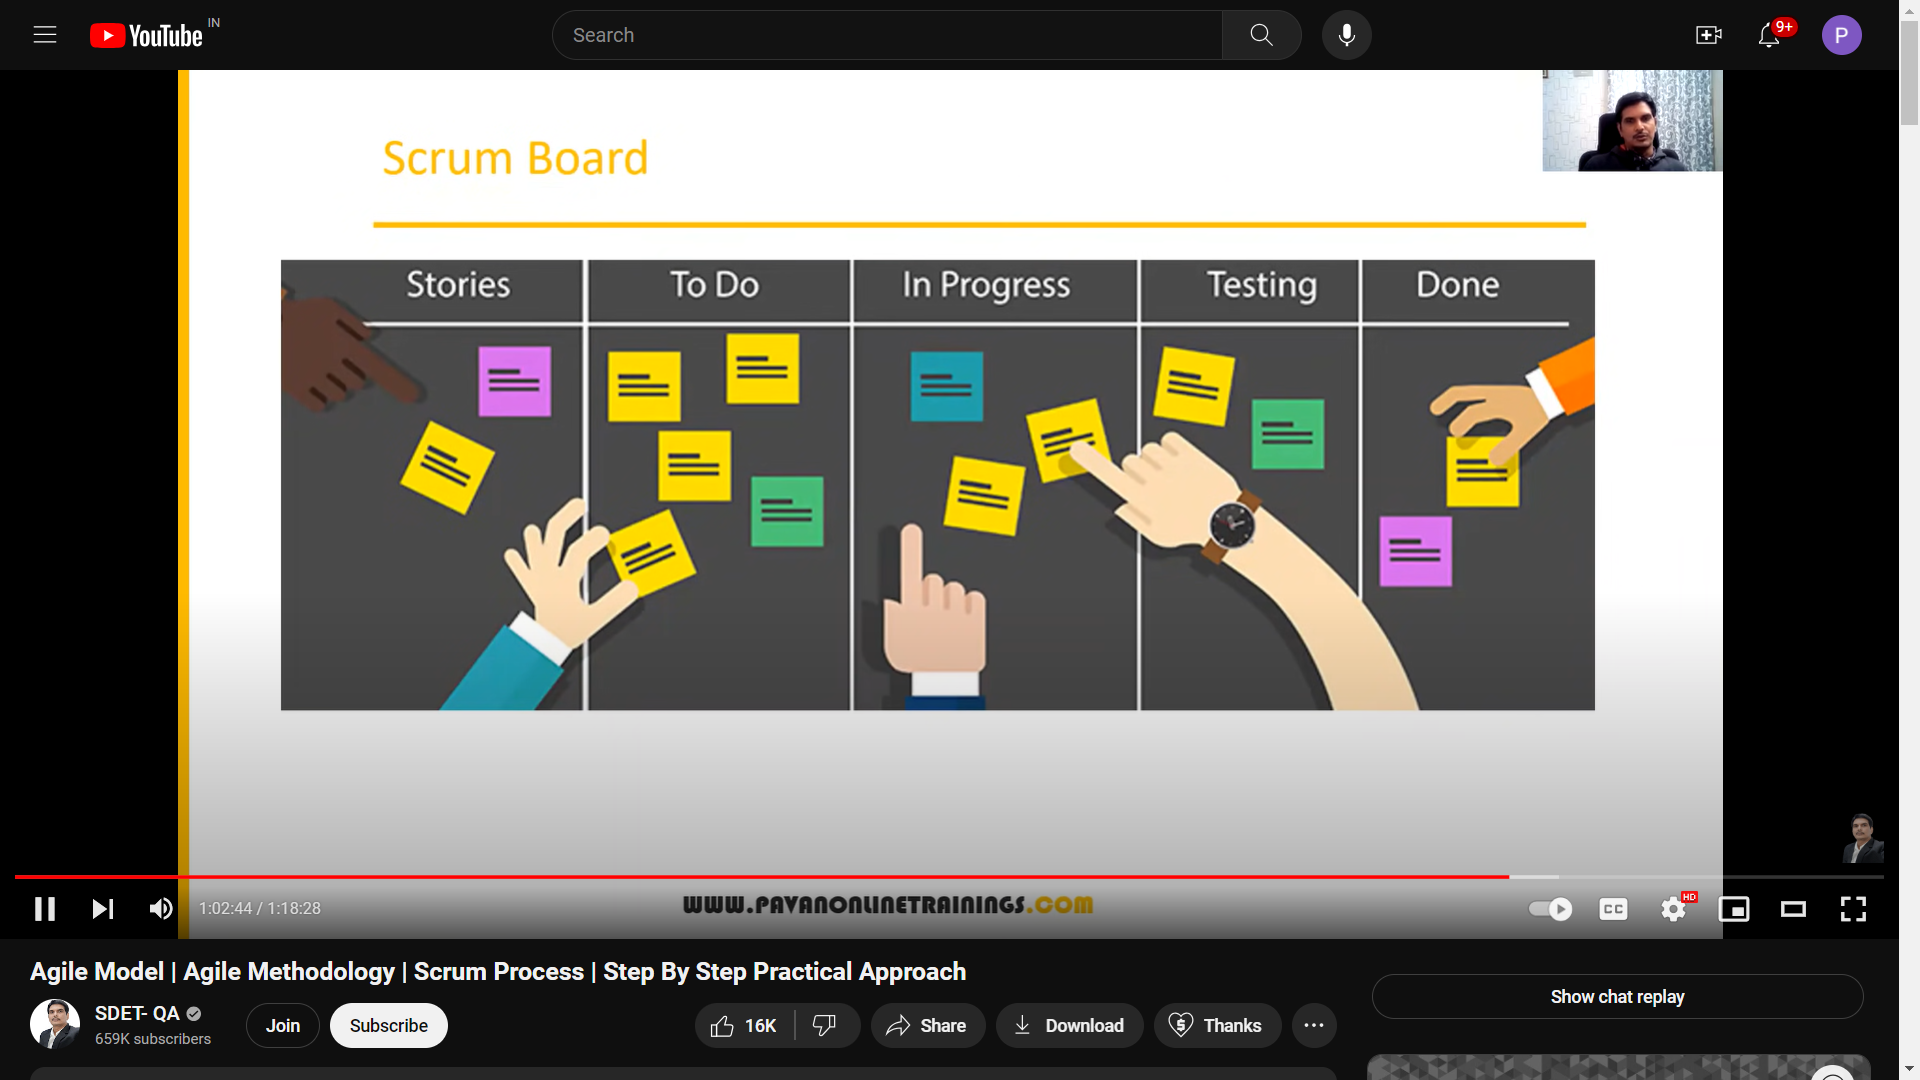 YouTube IN
Search
9+
P
Scrum Board
Stories To Do In Progress Testing Done
1:02:44 / 1:18:28
WWW.PAVANONLINETRAININGS.COM
CC
HD
Agile Model | Agile Methodology | Scrum Process | Step By Step Practical Approach
SDET- QA
659K subscribers
Join
Subscribe
16K
Share
Download
Thanks
Show chat replay